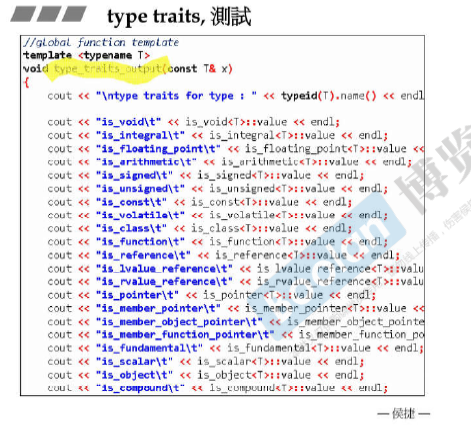 type traits, 測試
//global function template
template <typename T>
void type_traits_output(const T& x)
{
cout << "\ntype traits for type : " << typeid(T).name() << endl
cout << "is_void\t" << is_void<T>::value << endl;
cout << "is_integral\t" << is_integral<T>::value << endl;
cout << "is_floating_point\t" << is_floating_point<T>::value <<
cout << "is_arithmetic\t" << is_arithmetic<T>::value << endl;
cout << "is_signed\t" << is_signed<T>::value << endl;
cout << "is_unsigned\t" << is_unsigned<T>::value << endl;
cout << "is_const\t" << is_const<T>::value << endl;
cout << "is_volatile\t" << is_volatile<T>::value << endl;
cout << "is_class\t" << is_class<T>::value << endl;
cout << "is_function\t" << is_function<T>::value << endl;
cout << "is_reference\t" << is_reference<T>::value << endl;
cout << "is_lvalue_reference\t" << is_lvalue_reference<T>::valu
cout << "is_rvalue_reference\t" << is_rvalue_reference<T>::valu
cout << "is_pointer\t" << is_pointer<T>::value << endl;
cout << "is_member_pointer\t" << is_member_pointer<T>::value <<
cout << "is_member_object_pointer\t" << is_member_object_pointe
cout << "is_member_function_pointer\t" << is_member_function_po
cout << "is_fundamental\t" << is_fundamental<T>::value << endl;
cout << "is_scalar\t" << is_scalar<T>::value << endl;
cout << "is_object\t" << is_object<T>::value << endl;
cout << "is_compound\t" << is_compound<T>::value << endl;
博览
— 侯捷 —